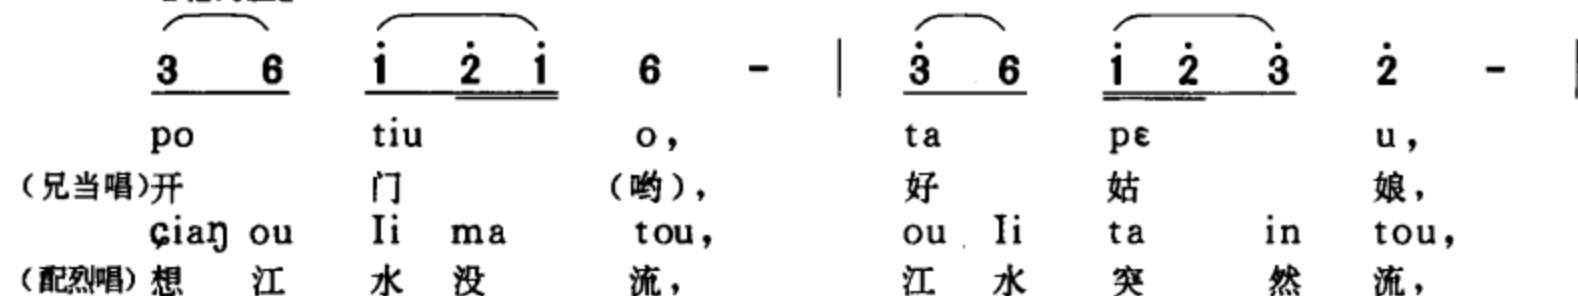 3 6 i 2 i 6 - | 3 6 i 2 3 2 - |
po tiu o, ta pɛ u,
(兄当唱)开 门 (哟), 好 姑 娘,
çiaŋ ou Ii ma tou, ou Ii ta in tou,
(配烈唱)想 江 水 没 流, 江 水 突 然 流,